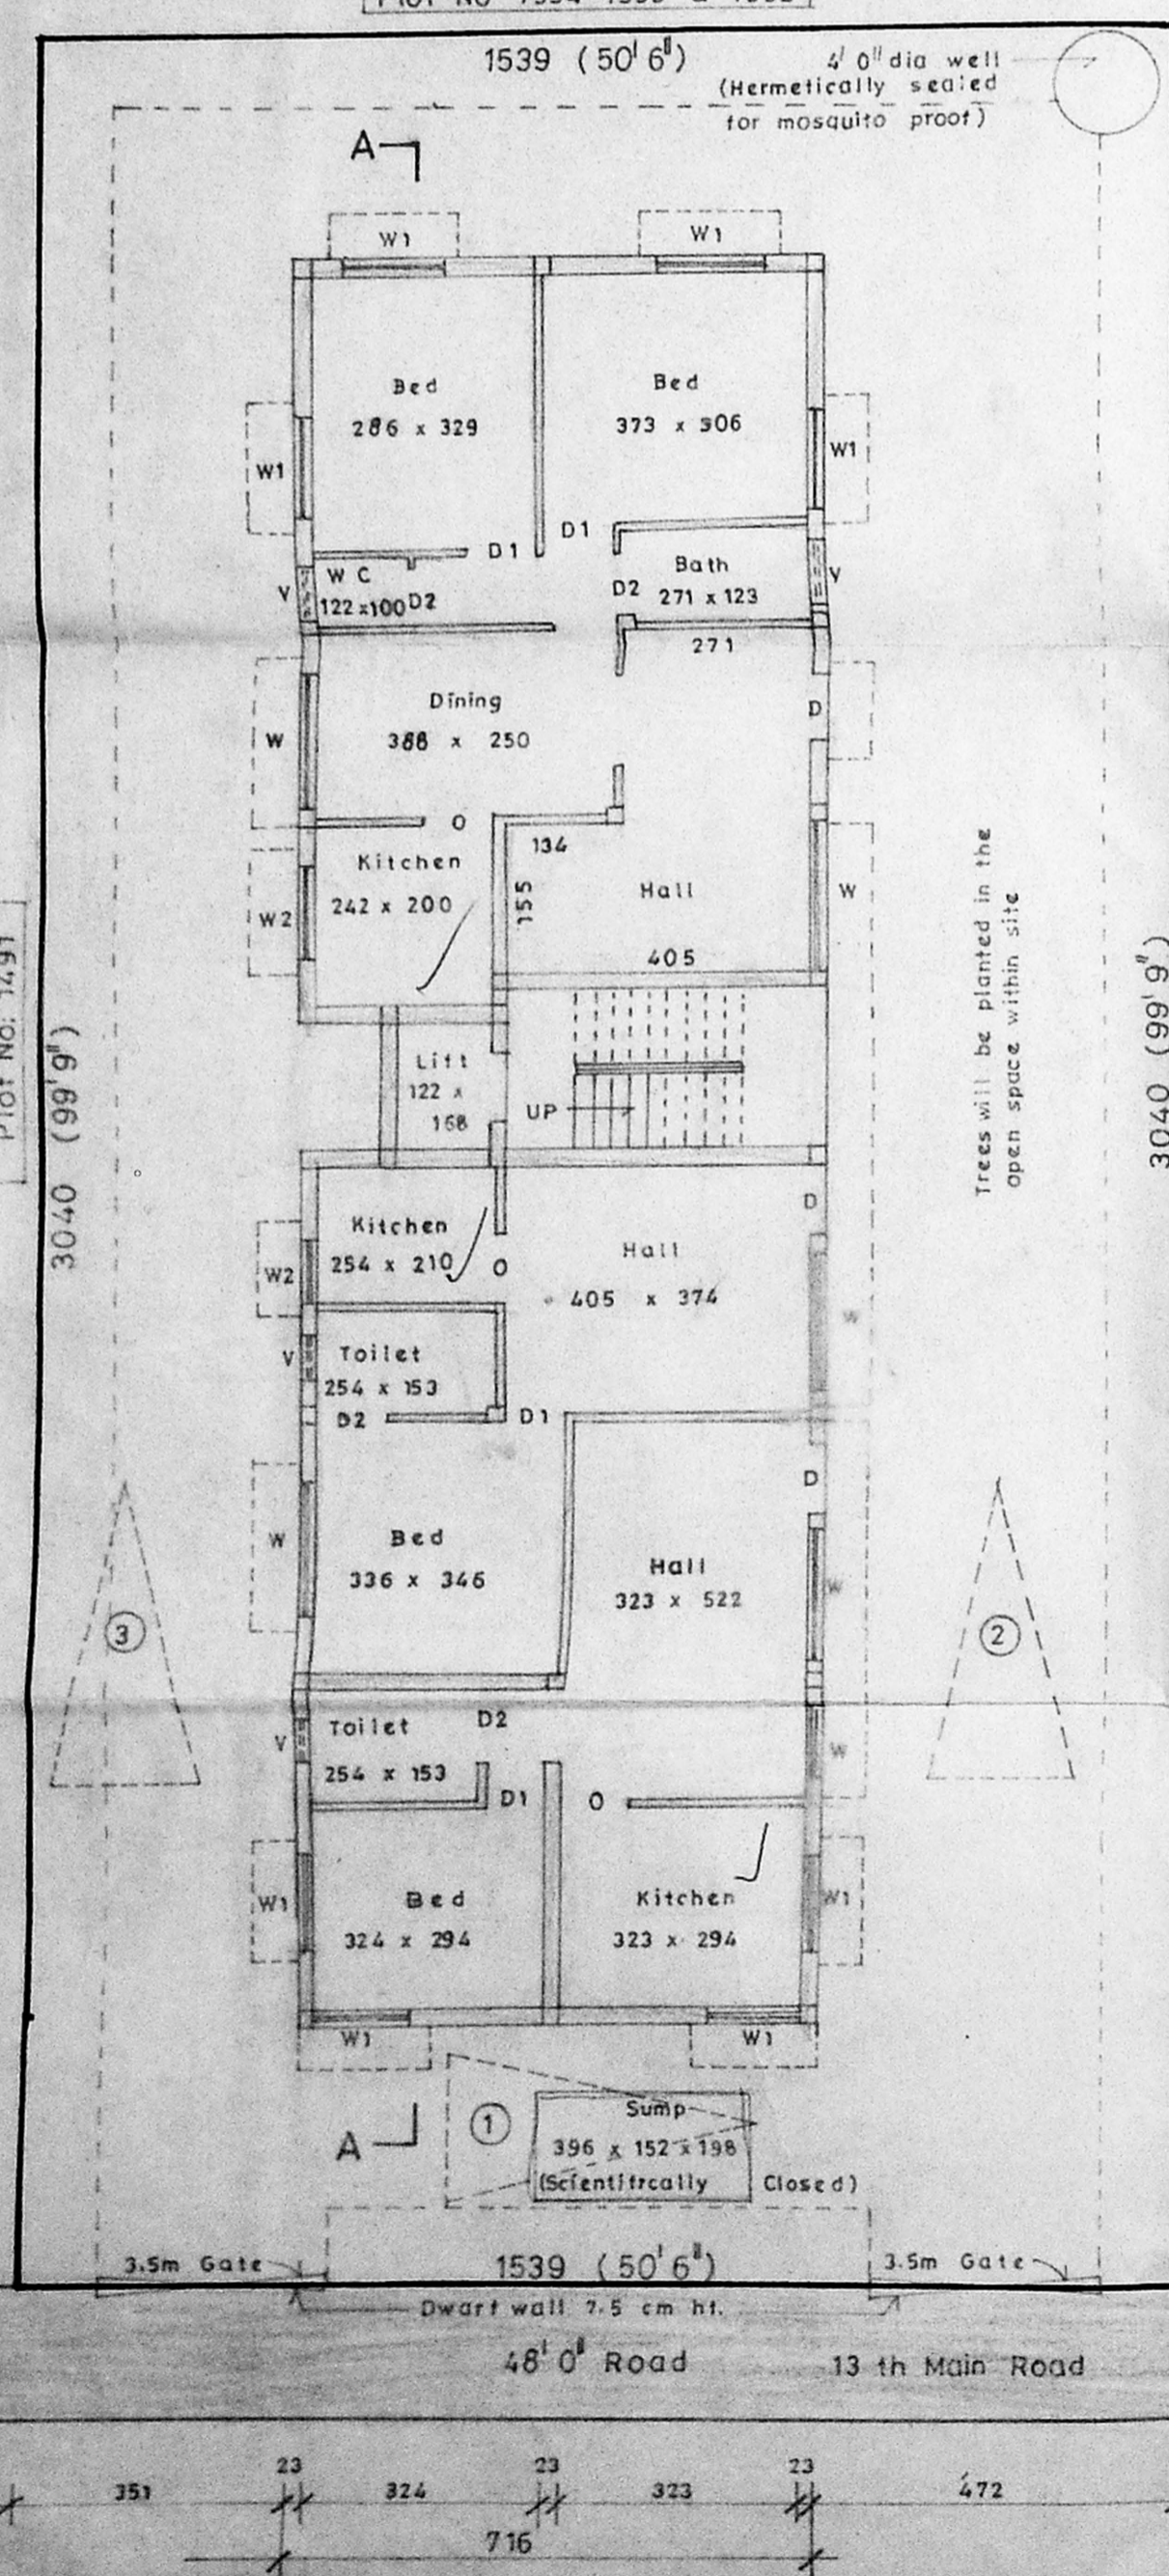 1539 (50' 6")
4' 0" dia well
(Hermetically sealed
for mosquito proof)
A
W1
W1
Bed
286 x 329
Bed
373 x 306
W1
W1
D1
D1
W C
122 x 100
D2
V
D2
Bath
271 x 123
V
271
Dining
388 x 250
W
D
O
134
Kitchen
242 x 200
W2
155
Hall
405
W
Trees will be planted in the
open space within site
Plot No: 1491
3040 (99' 9")
3040 (99' 9")
Lift
122 x
168
UP
D
Kitchen
254 x 210
W2
O
Hall
405 x 374
W
V
Toilet
254 x 153
D2
D1
D
W
Bed
336 x 346
Hall
323 x 522
W
3
2
Toilet
254 x 153
V
D2
W
D1
O
W1
Bed
324 x 294
Kitchen
323 x 294
W1
W1
W1
A
1
Sump
396 x 152 x 198
(Scientifrcally Closed)
3.5m Gate
1539 (50' 6")
3.5m Gate
Dwarf wall 7.5 cm ht.
48' 0" Road
13 th Main Road
23
23
23
351
324
323
472
716